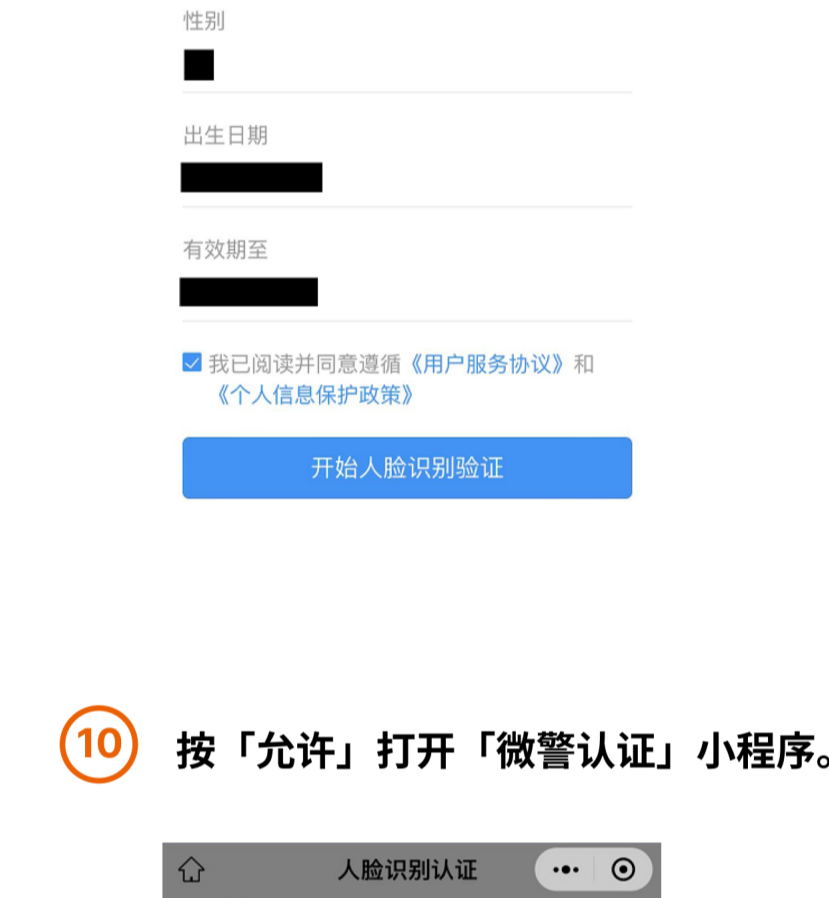 性别
出生日期
有效期至
我已阅读并同意遵循《用户服务协议》和
《个人信息保护政策》
开始人脸识别验证
10 按「允许」打开「微警认证」小程序。
人脸识别认证